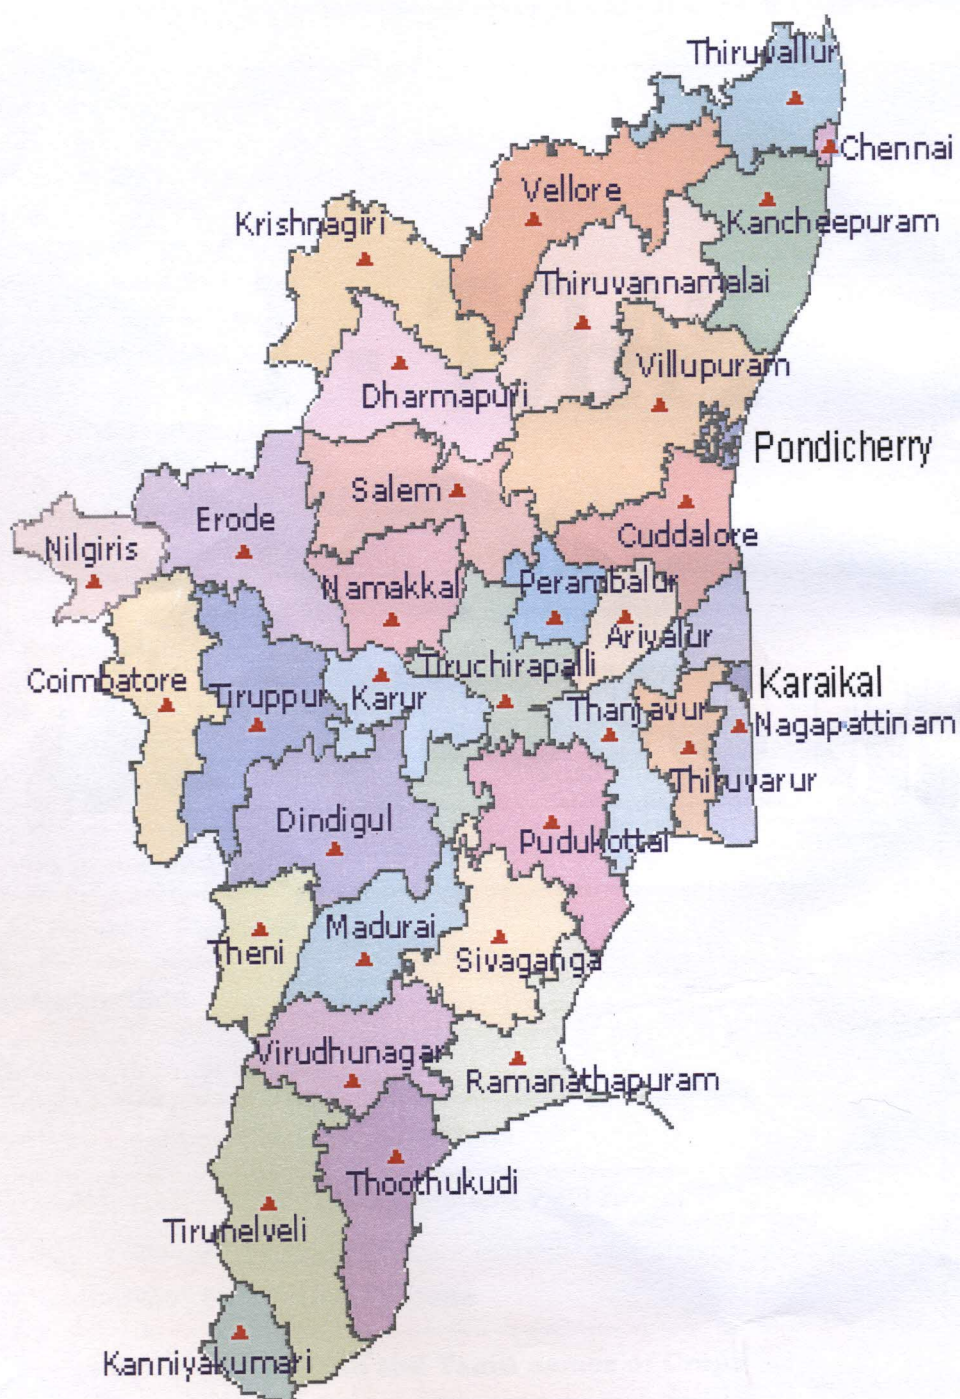 Thiruvallur
Chennai
Vellore
Kancheepuram
Krishnagiri
Thiruvannamalai
Villupuram
Dharmapuri
Pondicherry
Salem
Erode
Cuddalore
Nilgiris
Namakkal
Perambalur
Ariyalur
Tiruchirapalli
Coimbatore
Tiruppur
Karur
Thanjavur
Karaikal
Nagapattinam
Thiruvarur
Dindigul
Pudukottai
Madurai
Theni
Sivaganga
Virudhunagar
Ramanathapuram
Thoothukudi
Tirunelveli
Kanniyakumari